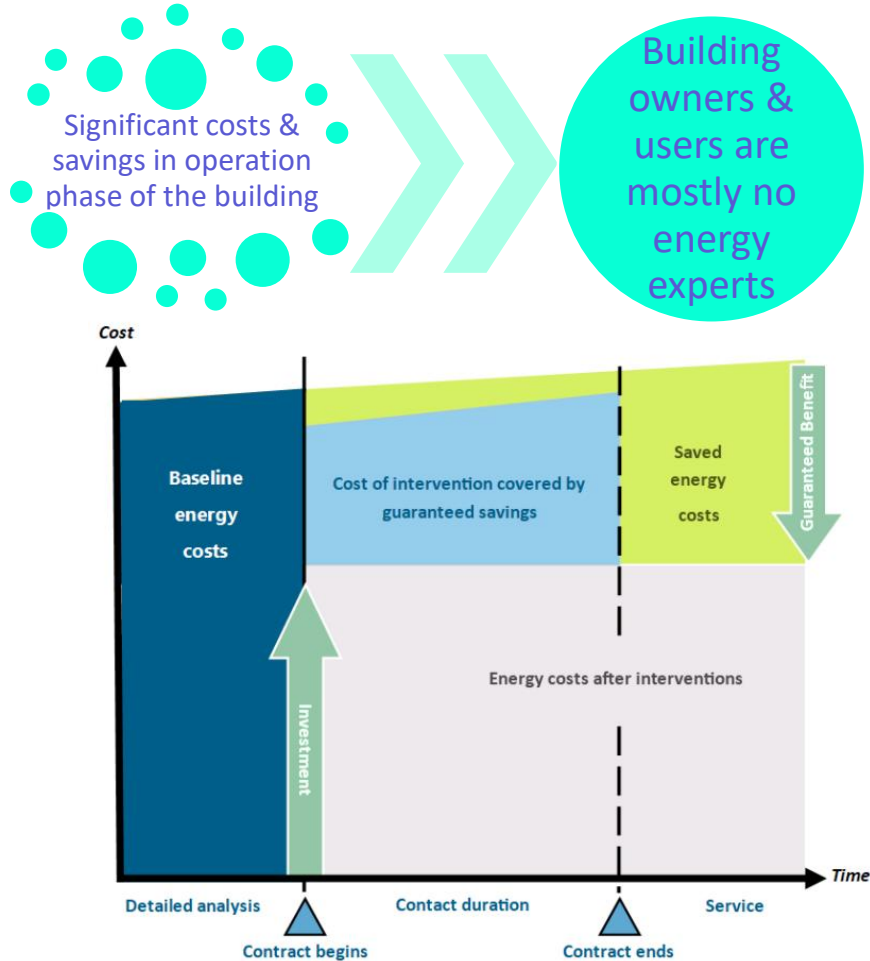 Significant costs &
savings in operation
phase of the building
Building
owners &
users are
mostly no
energy
experts
Cost
Baseline
energy
costs
Cost of intervention covered by
guaranteed savings
Saved
energy
costs
Guaranteed Benefit
Investment
Energy costs after interventions
Time
Detailed analysis
Contact duration
Service
Contract begins
Contract ends